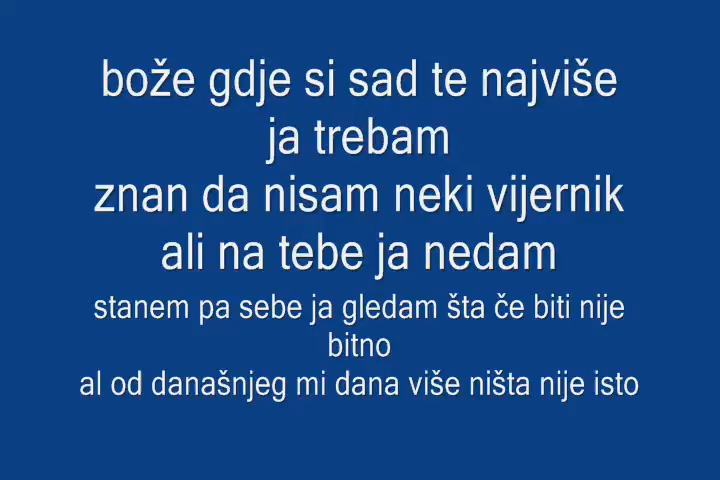 bože gdje si sad te najviše
ja trebam
znan da nisam neki vijernik
ali na tebe ja nedam
stanem pa sebe ja gledam šta če biti nije
bitno
al od današnjeg mi dana više ništa nije isto